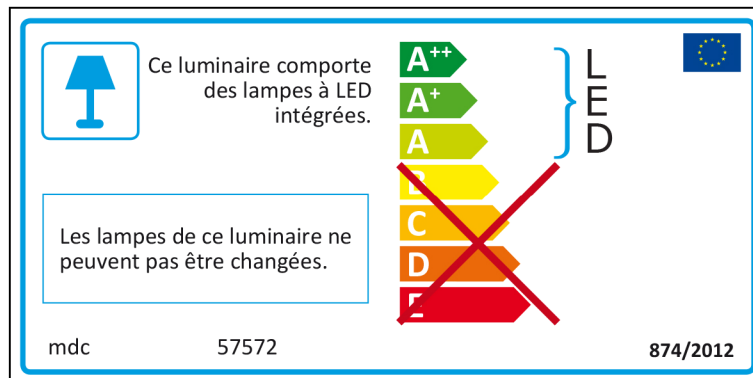 Ce luminaire comporte
des lampes à LED
intégrées.
A++
A+
A
B
C
D
E
L
E
D
Les lampes de ce luminaire ne
peuvent pas être changées.
mdc 57572
874/2012